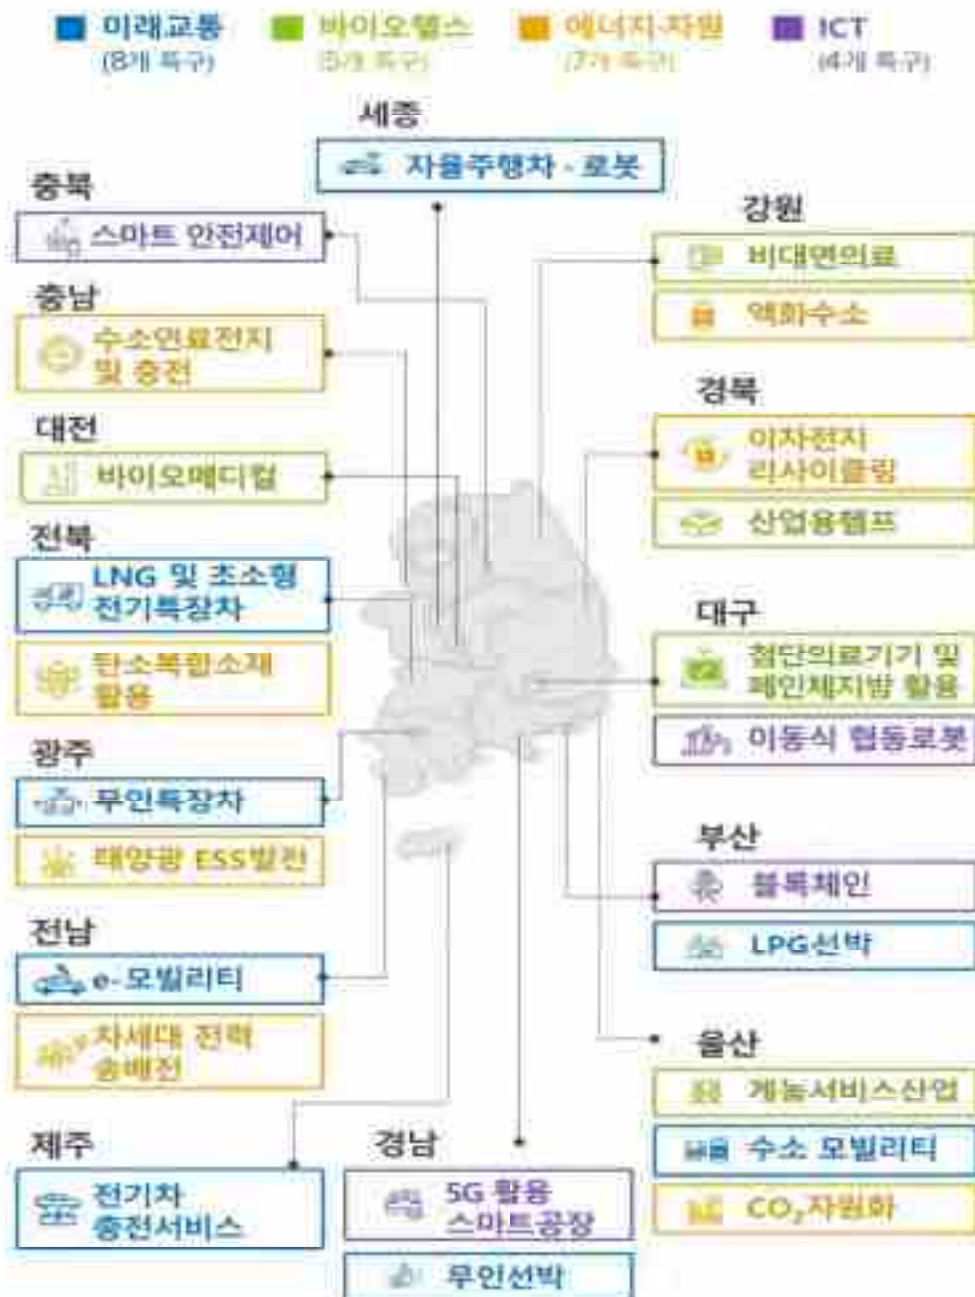 미래교통
(8개 특구)
바이오헬스
(5개 특구)
에너지·자원
(7개 특구)
ICT
(4개 특구)
세종
자율주행차 · 로봇
충북
스마트 안전제어
충남
수소연료전지
및 충전
대전
바이오메디컬
전북
LNG 및 초소형
전기특장차
탄소복합소재
활용
광주
무인특장차
태양광 ESS발전
전남
e-모빌리티
차세대 전력
송배전
제주
전기차
충전서비스
경남
5G 활용
스마트공장
무인선박
강원
비대면의료
액화수소
경북
이차전지
리사이클링
산업용헴프
대구
첨단의료기기 및
폐인체지방 활용
이동식 협동로봇
부산
블록체인
LPG선박
울산
게놈서비스산업
수소 모빌리티
CO₂자원화